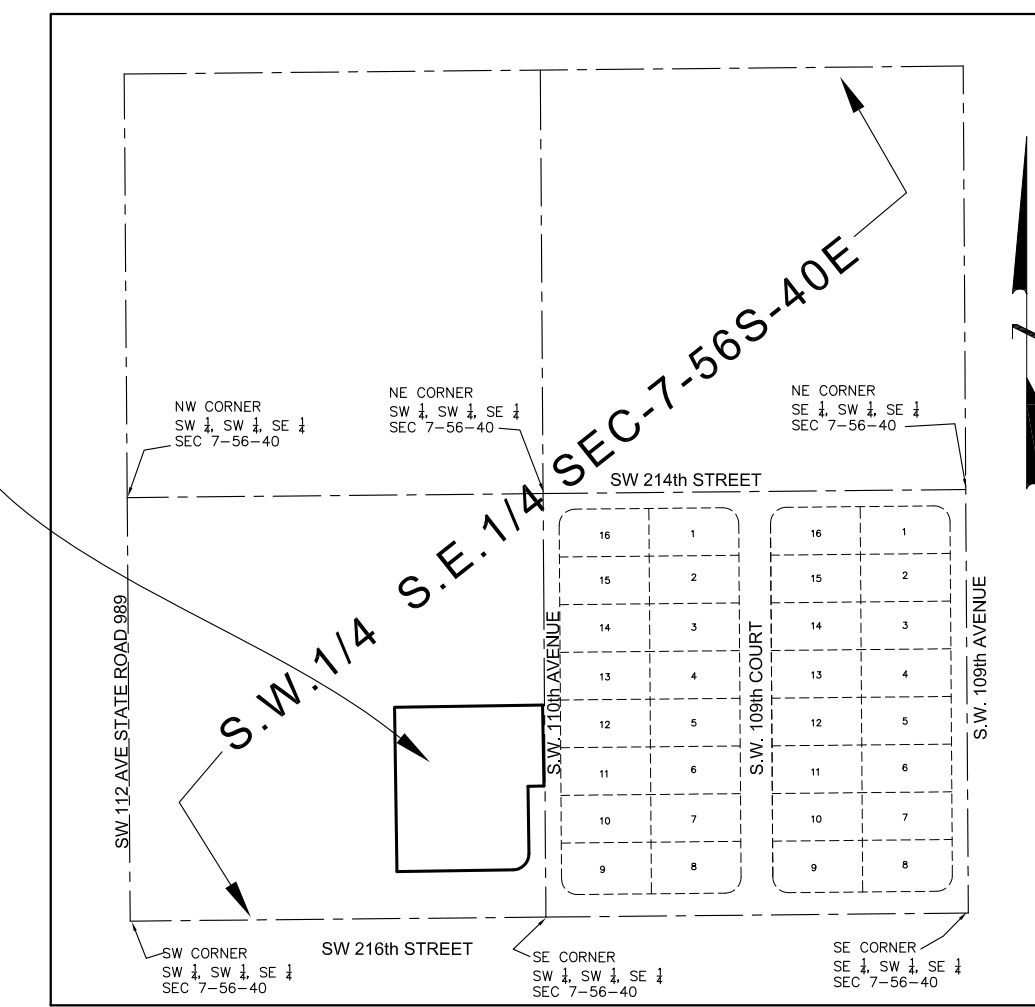 NW CORNER
SW 1/4, SW 1/4, SE 1/4
SEC 7-56-40
NE CORNER
SW 1/4, SW 1/4, SE 1/4
SEC 7-56-40
NE CORNER
SE 1/4, SW 1/4, SE 1/4
SEC 7-56-40
S.W.1/4 S.E.1/4 SEC-7-56S-40E
SW 214th STREET
SW 112 AVE STATE ROAD 989
S.W. 110th AVENUE
S.W. 109th COURT
S.W. 109th AVENUE
16 1
15 2
14 3
13 4
12 5
11 6
10 7
9 8
16 1
15 2
14 3
13 4
12 5
11 6
10 7
9 8
SW 216th STREET
SW CORNER
SW 1/4, SW 1/4, SE 1/4
SEC 7-56-40
SE CORNER
SW 1/4, SW 1/4, SE 1/4
SEC 7-56-40
SE CORNER
SE 1/4, SW 1/4, SE 1/4
SEC 7-56-40